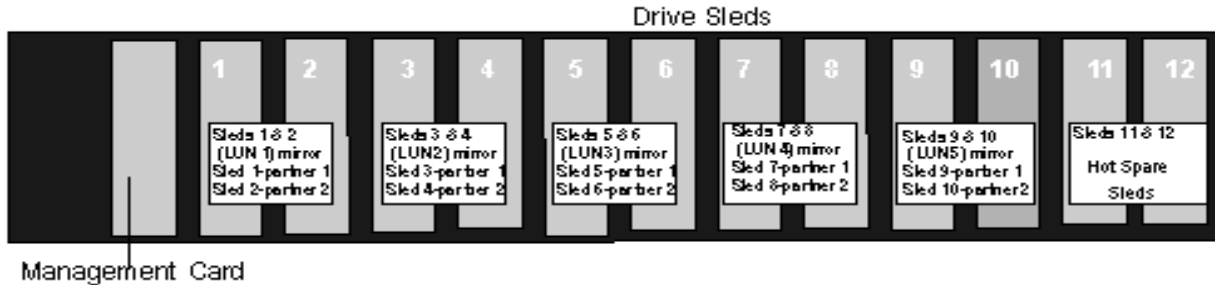 Drive Sleds
1 2 3 4 5 6 7 8 9 10 11 12
Sleds 1 & 2
(LUN 1) mirror
Sled 1-partner 1
Sled 2-partner 2
Sleds 3 & 4
(LUN2) mirror
Sled 3-partner 1
Sled 4-partner 2
Sleds 5 & 6
(LUN3) mirror
Sled 5-partner 1
Sled 6-partner 2
Sleds 7 & 8
(LUN 4) mirror
Sled 7-partner 1
Sled 8-partner 2
Sleds 9 & 10
(LUN5) mirror
Sled 9-partner 1
Sled 10-partner 2
Sleds 11 & 12
Hot Spare
Sleds
Management Card